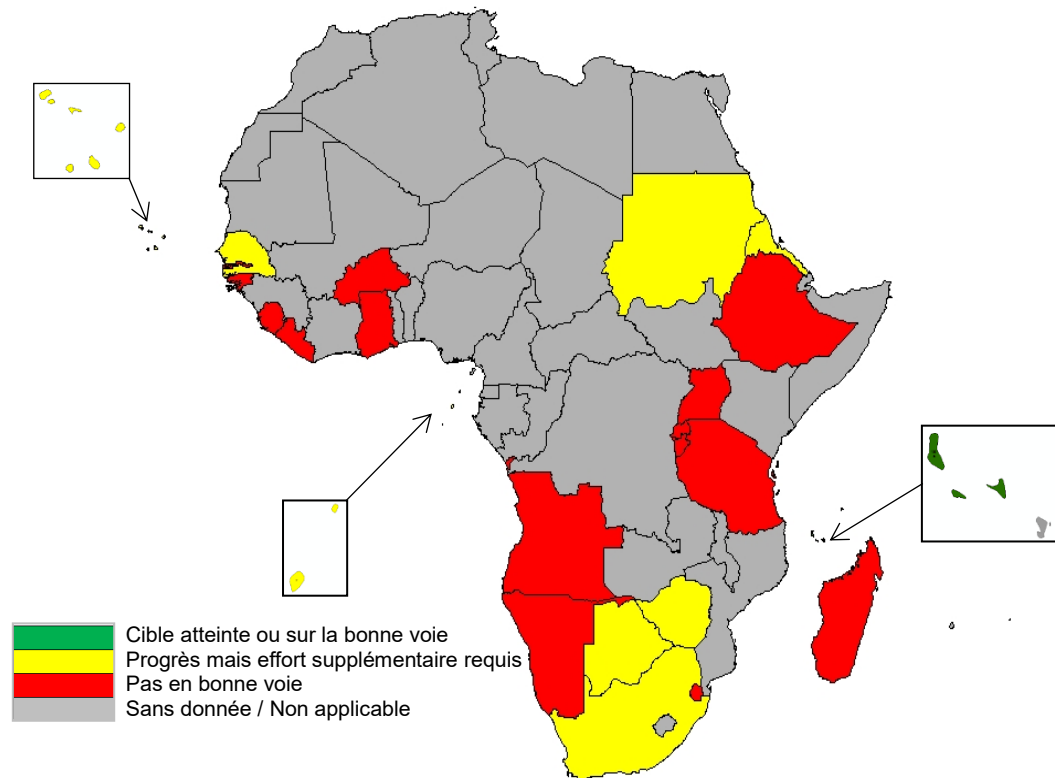 Cible atteinte ou sur la bonne voie
Progrès mais effort supplémentaire requis
Pas en bonne voie
Sans donnée / Non applicable